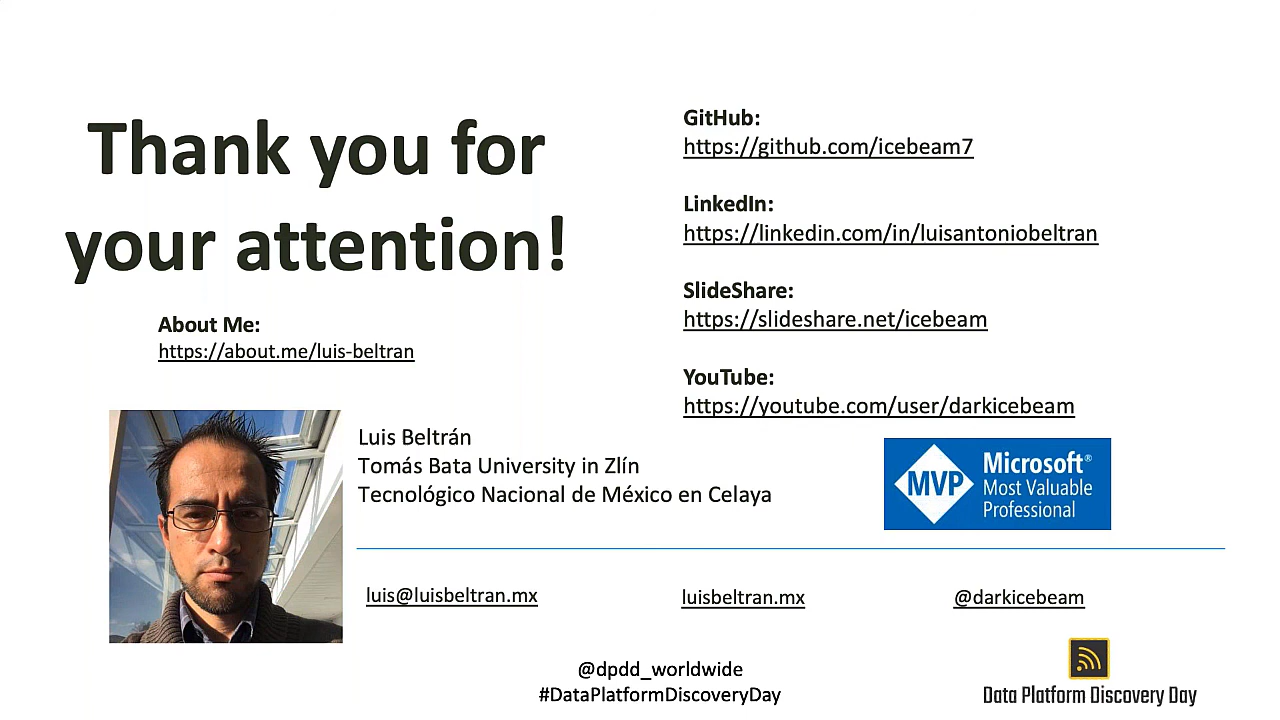 Thank you for
your attention!
About Me:
https://about.me/luis-beltran
GitHub:
https://github.com/icebeam7
LinkedIn:
https://linkedin.com/in/luisantoniobeltran
SlideShare:
https://slideshare.net/icebeam
YouTube:
https://youtube.com/user/darkicebeam
Luis Beltrán
Tomás Bata University in Zlín
Tecnológico Nacional de México en Celaya
MVP
Microsoft®
Most Valuable
Professional
luis@luisbeltran.mx
luisbeltran.mx
@darkicebeam
@dpdd_worldwide
#DataPlatformDiscoveryDay
Data Platform Discovery Day